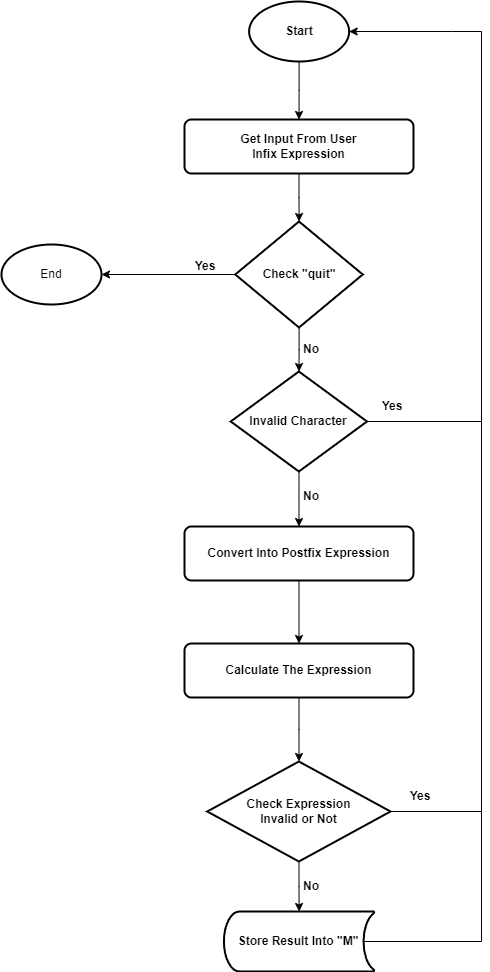 Start
Get Input From User
Infix Expression
Yes
End
Check "quit"
No
Invalid Character
Yes
No
Convert Into Postfix Expression
Calculate The Expression
Check Expression
Invalid or Not
Yes
No
Store Result Into "M"